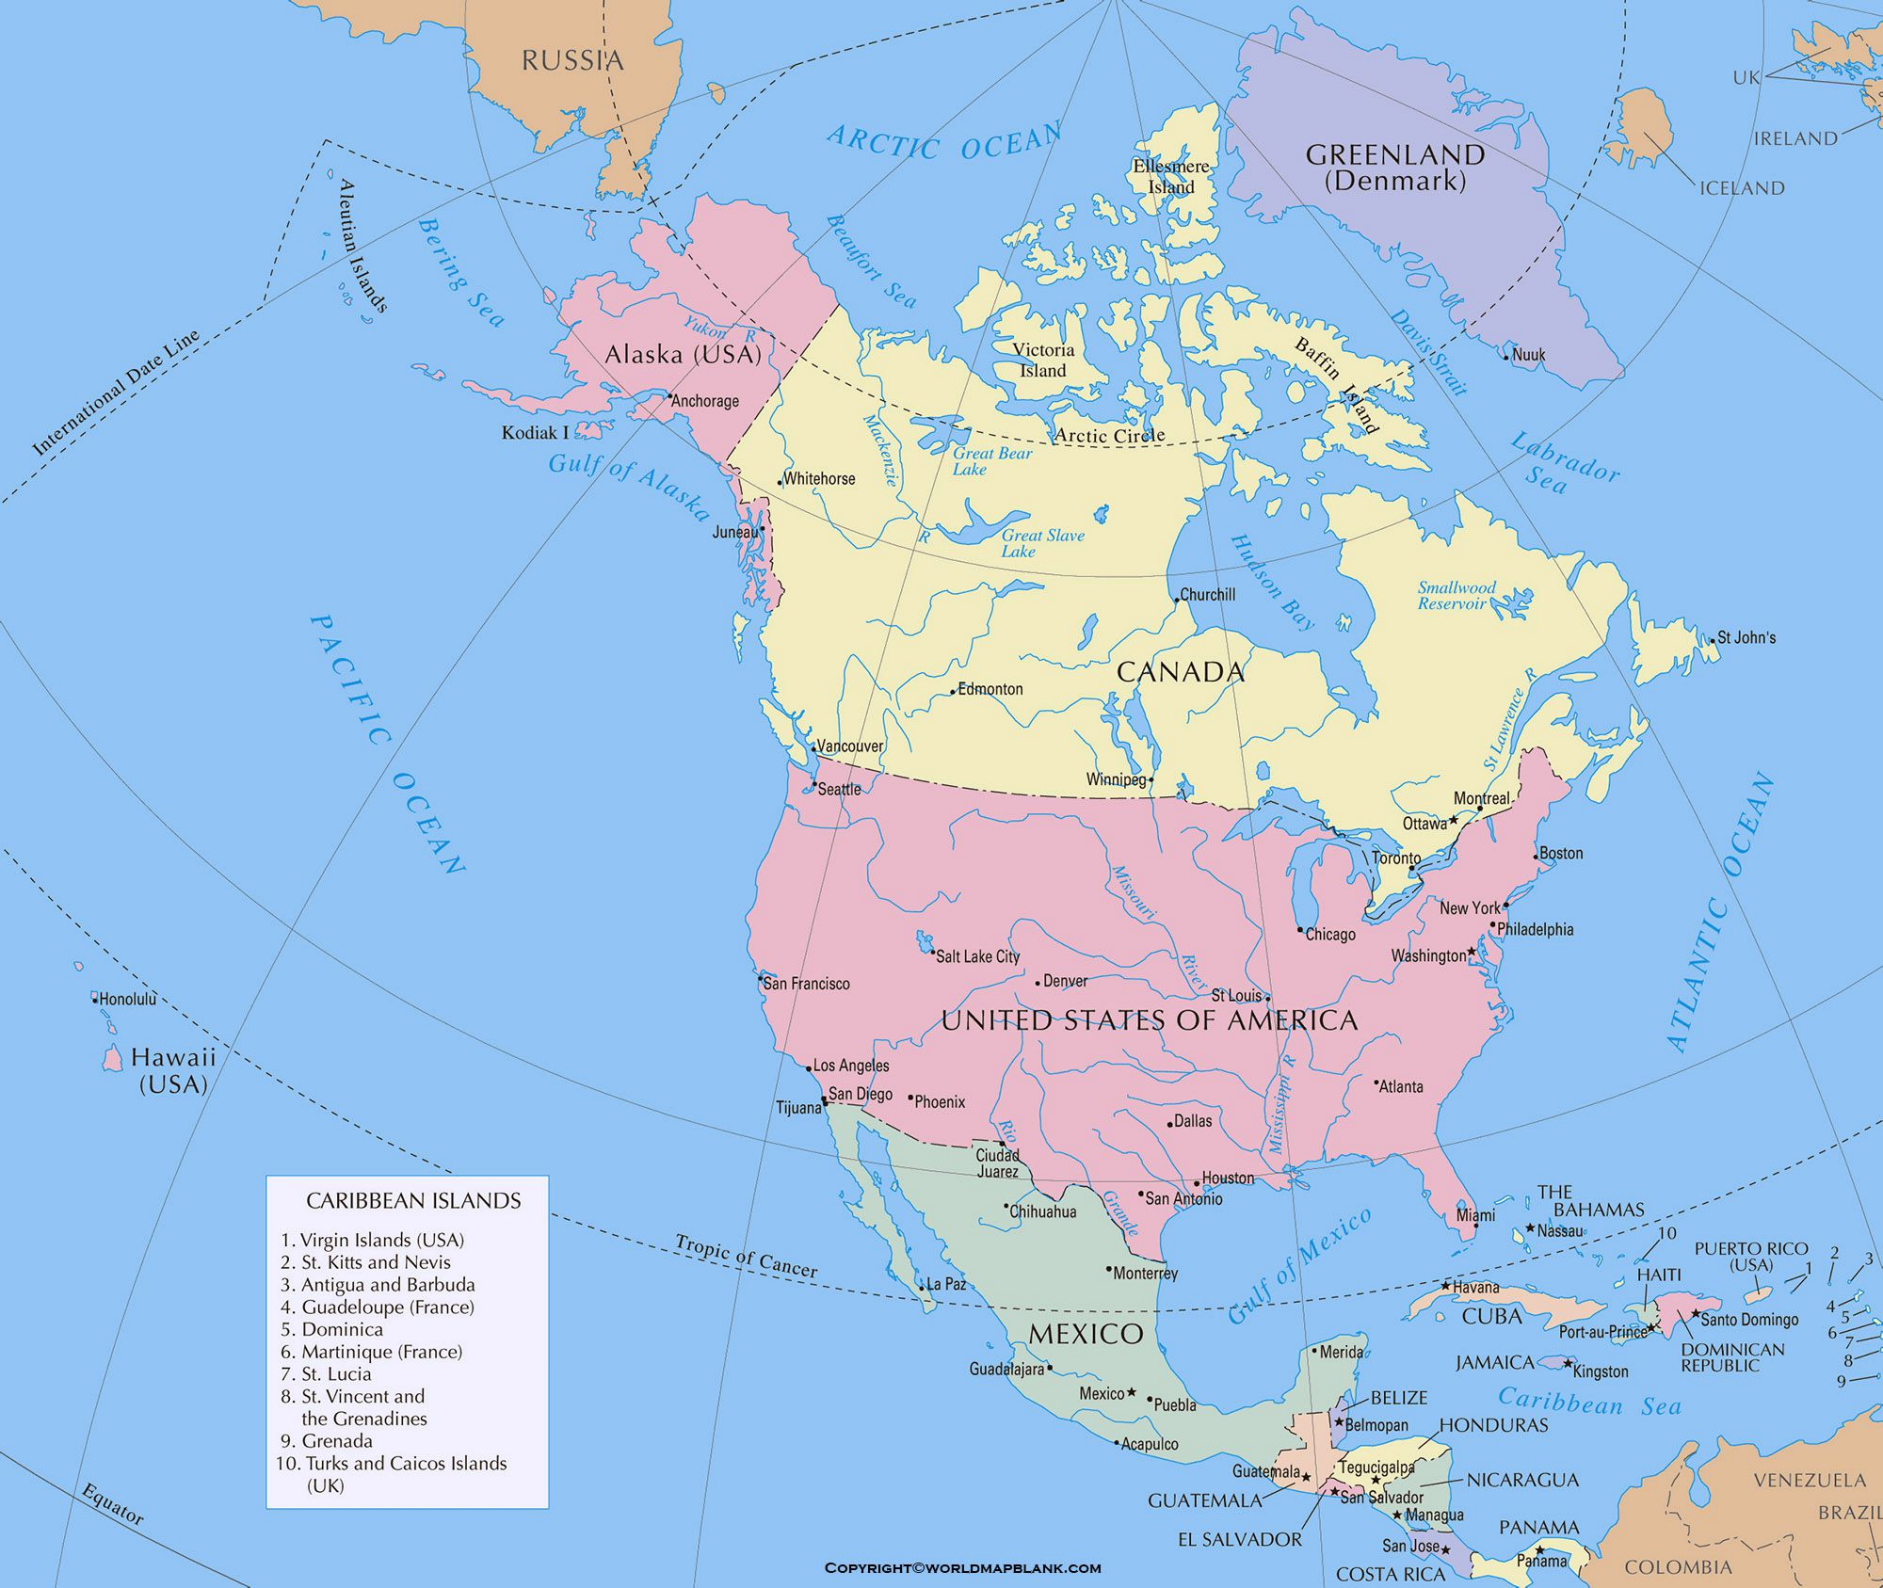 RUSSIA
ARCTIC OCEAN
Ellesmere
Island
GREENLAND
(Denmark)
UK
IRELAND
ICELAND
Aleutian Islands
Bering Sea
Beaufort Sea
International Date Line
Yukon R
Alaska (USA)
Anchorage
Kodiak I
Gulf of Alaska
Victoria
Island
Baffin Island
Davis Strait
Nuuk
Arctic Circle
Mackenzie
R
Great Bear
Lake
Labrador
Sea
Whitehorse
Juneau
Great Slave
Lake
Hudson Bay
Churchill
Smallwood
Reservoir
St John's
PACIFIC OCEAN
CANADA
Edmonton
St Lawrence R
Vancouver
Winnipeg
Seattle
Montreal
Ottawa
Toronto
Boston
ATLANTIC OCEAN
Missouri
River
New York
Philadelphia
Chicago
Washington
Salt Lake City
Denver
San Francisco
St Louis
UNITED STATES OF AMERICA
Honolulu
Hawaii
(USA)
Los Angeles
San Diego
Tijuana
Phoenix
Atlanta
Mississippi R
Dallas
Rio
Grande
Ciudad
Juarez
Houston
San Antonio
Chihuahua
Miami
THE
BAHAMAS
Nassau
10
Gulf of Mexico
Tropic of Cancer
La Paz
Monterrey
Havana
CUBA
HAITI
PUERTO RICO
(USA)
1
2
3
4
5
6
7
8
9
Port-au-Prince
Santo Domingo
DOMINICAN
REPUBLIC
JAMAICA
Kingston
Caribbean Sea
MEXICO
Merida
Guadalajara
Mexico
Puebla
Acapulco
BELIZE
Belmopan
HONDURAS
Guatemala
GUATEMALA
Tegucigalpa
NICARAGUA
San Salvador
EL SALVADOR
Managua
San Jose
COSTA RICA
PANAMA
Panama
VENEZUELA
BRAZIL
COLOMBIA
Equator
CARIBBEAN ISLANDS
1. Virgin Islands (USA)
2. St. Kitts and Nevis
3. Antigua and Barbuda
4. Guadeloupe (France)
5. Dominica
6. Martinique (France)
7. St. Lucia
8. St. Vincent and
the Grenadines
9. Grenada
10. Turks and Caicos Islands
(UK)
COPYRIGHT©WORLDMAPBLANK.COM